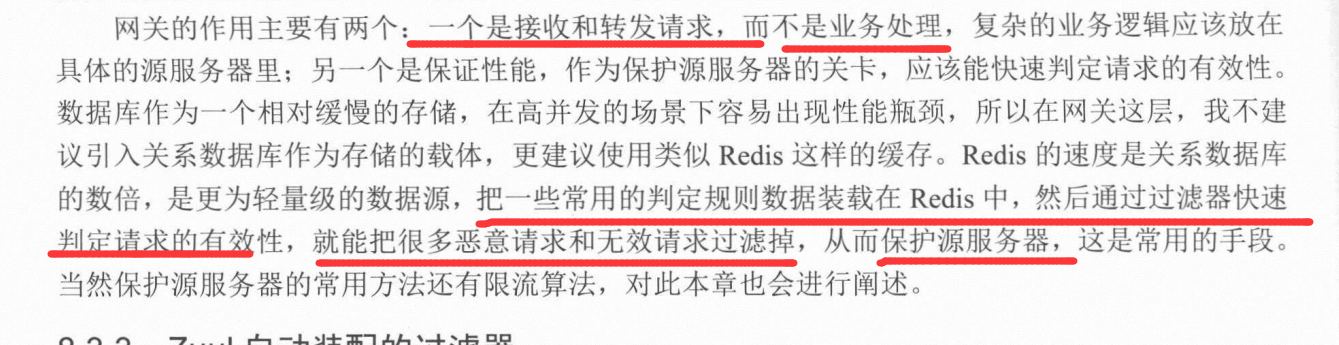 网关的作用主要有两个：一个是接收和转发请求，而不是业务处理，复杂的业务逻辑应该放在
具体的源服务器里；另一个是保证性能，作为保护源服务器的关卡，应该能快速判定请求的有效性。
数据库作为一个相对缓慢的存储，在高并发的场景下容易出现性能瓶颈，所以在网关这层，我不建
议引入关系数据库作为存储的载体，更建议使用类似 Redis 这样的缓存。Redis 的速度是关系数据库
的数倍，是更为轻量级的数据源，把一些常用的判定规则数据装载在 Redis 中，然后通过过滤器快速
判定请求的有效性，就能把很多恶意请求和无效请求过滤掉，从而保护源服务器，这是常用的手段。
当然保护源服务器的常用方法还有限流算法，对此本章也会进行阐述。
Zuul 自动装配的过滤器